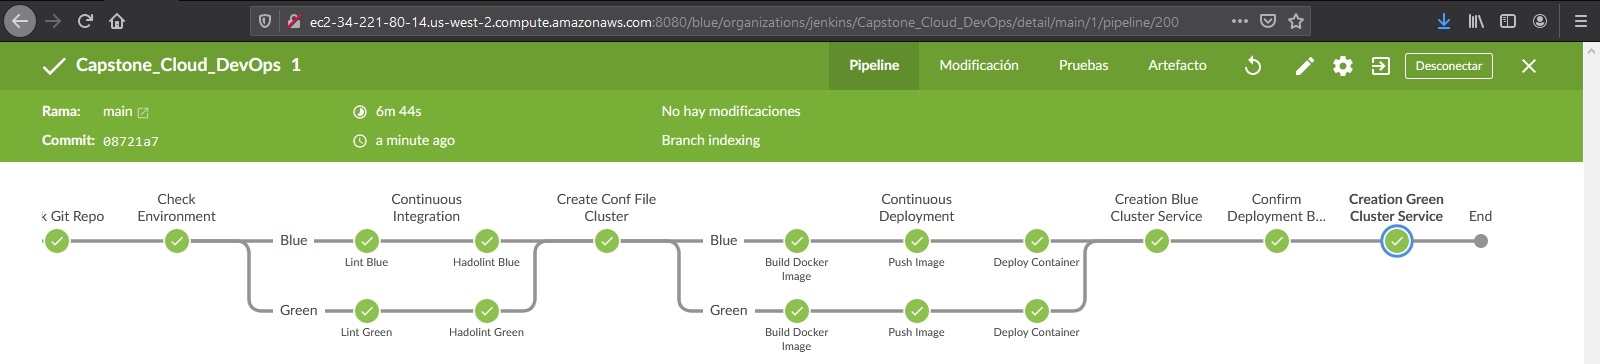 ec2-34-221-80-14.us-west-2.compute.amazonaws.com:8080/blue/organizations/jenkins/Capstone_Cloud_DevOps/detail/main/1/pipeline/200
Capstone_Cloud_DevOps 1
Pipeline
Modificación
Pruebas
Artefacto
Desconectar
Rama: main
6m 44s
No hay modificaciones
Commit: 08721a7
a minute ago
Branch indexing
k Git Repo
Check
Environment
Continuous
Integration
Create Conf File
Cluster
Continuous
Deployment
Creation Blue
Cluster Service
Confirm
Deployment B...
Creation Green
Cluster Service
End
Blue
Lint Blue
Hadolint Blue
Blue
Build Docker
Image
Push Image
Deploy Container
Green
Lint Green
Hadolint Green
Green
Build Docker
Image
Push Image
Deploy Container